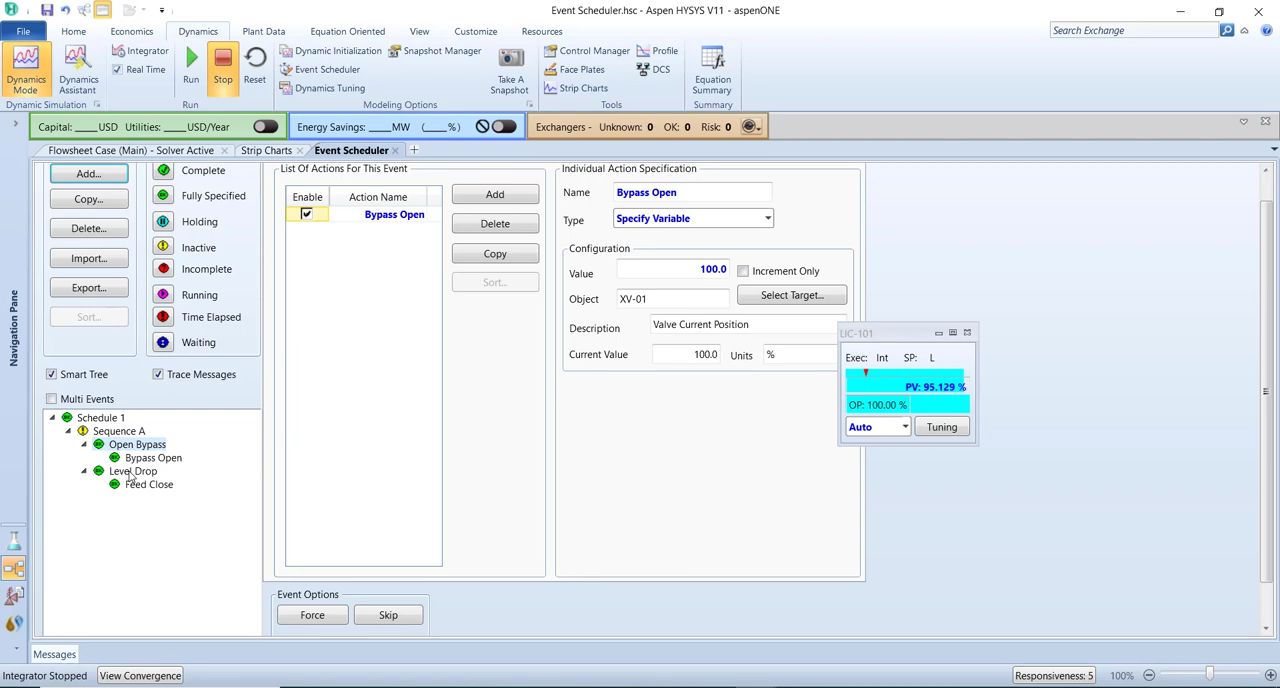 Event Scheduler.hsc - Aspen HYSYS V11 - aspenONE
File Home Economics Dynamics Plant Data Equation Oriented View Customize Resources Search Exchange
Integrator Dynamic Initialization Snapshot Manager Control Manager Profile
Real Time Event Scheduler Face Plates DCS
Dynamics Mode
Dynamics Assistant
Run Stop Reset
Dynamics Tuning
Take A Snapshot
Strip Charts
Equation Summary
Dynamic Simulation Run Modeling Options Tools Summary
Capital: ____USD Utilities: ____USD/Year Energy Savings: ____MW (____%) Exchangers - Unknown: 0 OK: 0 Risk: 0
Flowsheet Case (Main) - Solver Active Strip Charts Event Scheduler +
Navigation Pane
Add...
Copy...
Delete...
Import...
Export...
Sort...
Complete
Fully Specified
Holding
Inactive
Incomplete
Running
Time Elapsed
Waiting
Smart Tree Trace Messages
Multi Events
Schedule 1
Sequence A
Open Bypass
Bypass Open
Level Drop
Feed Close
List Of Actions For This Event
Enable Action Name
Bypass Open
Add
Delete
Copy
Sort...
Individual Action Specification
Name Bypass Open
Type Specify Variable
Configuration
Value 100.0 Increment Only
Object XV-01 Select Target...
Description Valve Current Position
Current Value 100.0 Units %
LIC-101
Exec: Int SP: L
PV: 95.129 %
OP: 100.00 %
Auto Tuning
Event Options
Force Skip
Messages
Integrator Stopped View Convergence Responsiveness: 5 100%